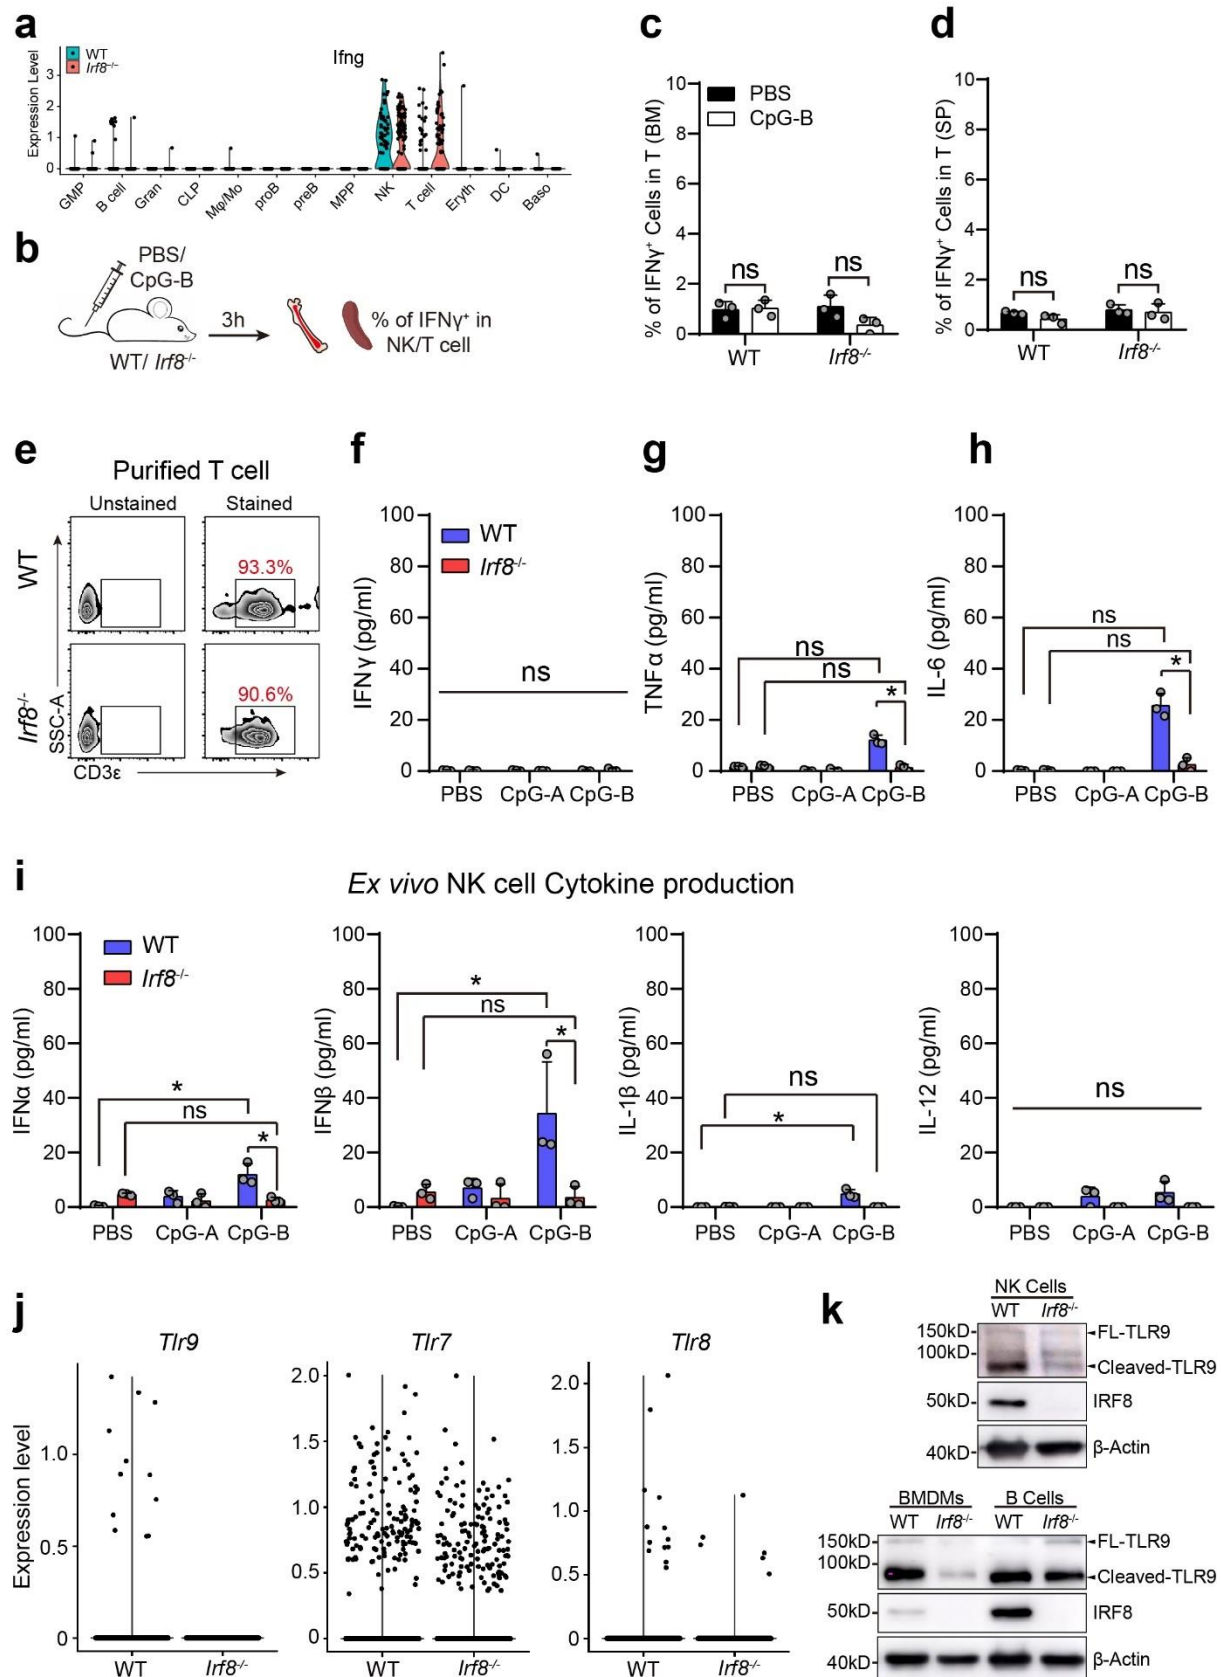 a
WT
Irf8-/-
Ifng
Expression Level
3
2
1
0
GMP
B cell
Gran
CLP
Mφ/Mo
proB
preB
MPP
NK
T cell
Eryth
DC
Baso
b
PBS/
CpG-B
3h
WT/ Irf8-/-
% of IFNγ+ in
NK/T cell
c
% of IFNγ+ Cells in T (BM)
10
8
6
4
2
0
PBS
CpG-B
ns
ns
WT
Irf8-/-
d
% of IFNγ+ Cells in T (SP)
10
8
6
4
2
0
ns
ns
WT
Irf8-/-
e
Purified T cell
Unstained
Stained
WT
93.3%
Irf8-/-
90.6%
SSC-A
CD3ε
f
IFNγ (pg/ml)
100
80
60
40
20
0
WT
Irf8-/-
ns
PBS
CpG-A
CpG-B
g
TNFα (pg/ml)
100
80
60
40
20
0
ns
ns
*
PBS
CpG-A
CpG-B
h
IL-6 (pg/ml)
100
80
60
40
20
0
ns
ns
*
PBS
CpG-A
CpG-B
i
Ex vivo NK cell Cytokine production
IFNα (pg/ml)
100
80
60
40
20
0
WT
Irf8-/-
*
ns
*
PBS
CpG-A
CpG-B
IFNβ (pg/ml)
100
80
60
40
20
0
*
ns
*
PBS
CpG-A
CpG-B
IL-1β (pg/ml)
100
80
60
40
20
0
ns
*
PBS
CpG-A
CpG-B
IL-12 (pg/ml)
100
80
60
40
20
0
ns
PBS
CpG-A
CpG-B
j
Expression level
Tlr9
1.0
0.5
0
WT
Irf8-/-
Tlr7
2.0
1.5
1.0
0.5
0
WT
Irf8-/-
Tlr8
2.0
1.5
1.0
0.5
0
WT
Irf8-/-
k
NK Cells
WT Irf8-/-
150kD
FL-TLR9
100kD
Cleaved-TLR9
50kD
IRF8
40kD
β-Actin
BMDMs B Cells
WT Irf8-/- WT Irf8-/-
150kD
FL-TLR9
100kD
Cleaved-TLR9
50kD
IRF8
40kD
β-Actin